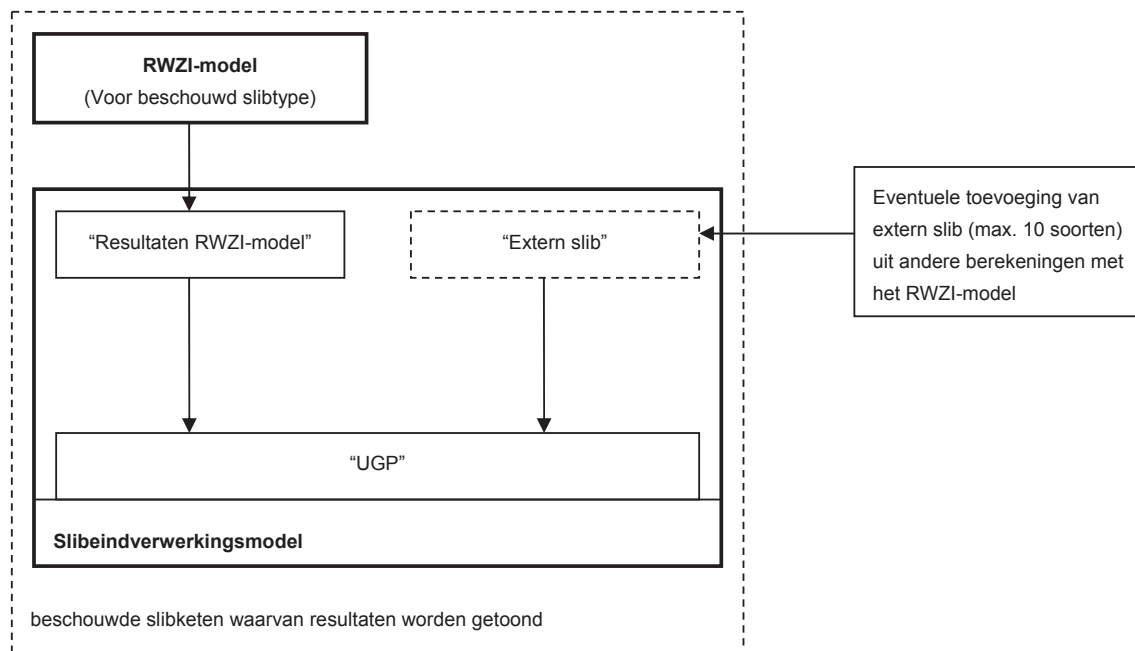 RWZI-model
(Voor beschouwd slibtype)
“Resultaten RWZI-model”
“Extern slib”
Eventuele toevoeging van
extern slib (max. 10 soorten)
uit andere berekeningen met
het RWZI-model
“UGP”
Slibeindverwerkingsmodel
beschouwde slibketen waarvan resultaten worden getoond